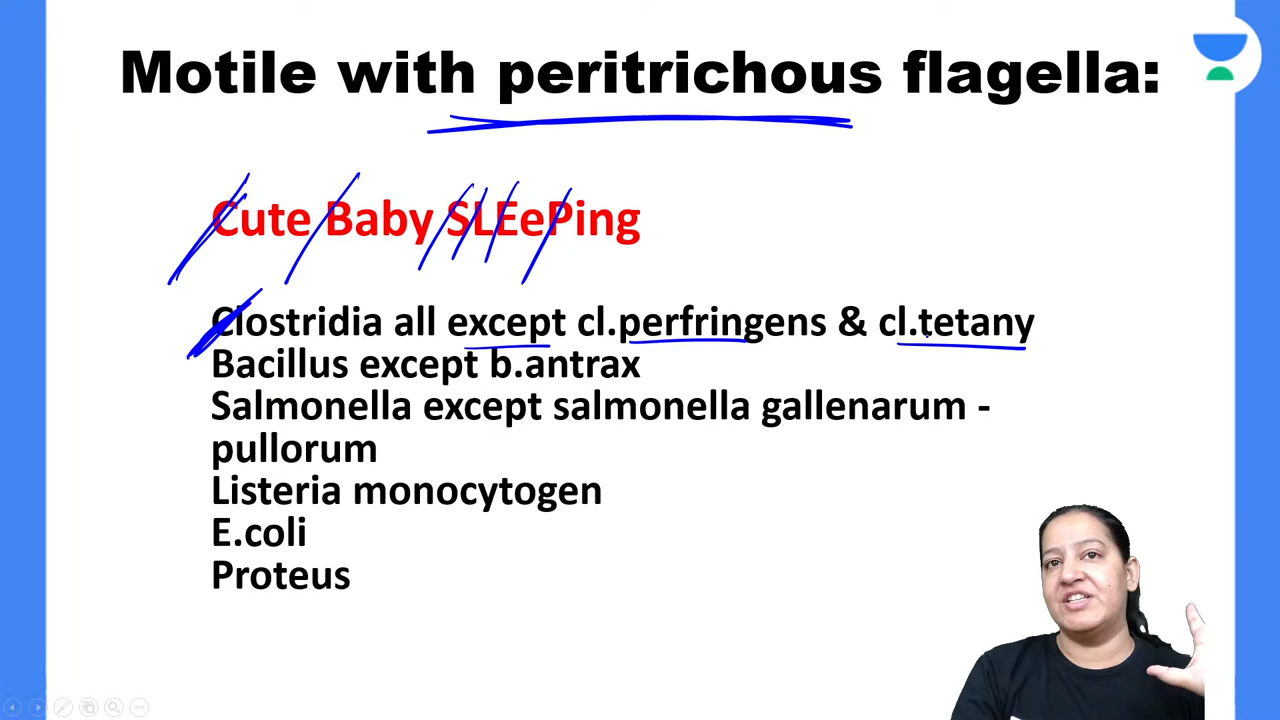 Motile with peritrichous flagella:
Cute Baby SLEePing
Clostridia all except cl.perfringens & cl.tetany
Bacillus except b.antrax
Salmonella except salmonella gallenarum -
pullorum
Listeria monocytogen
E.coli
Proteus